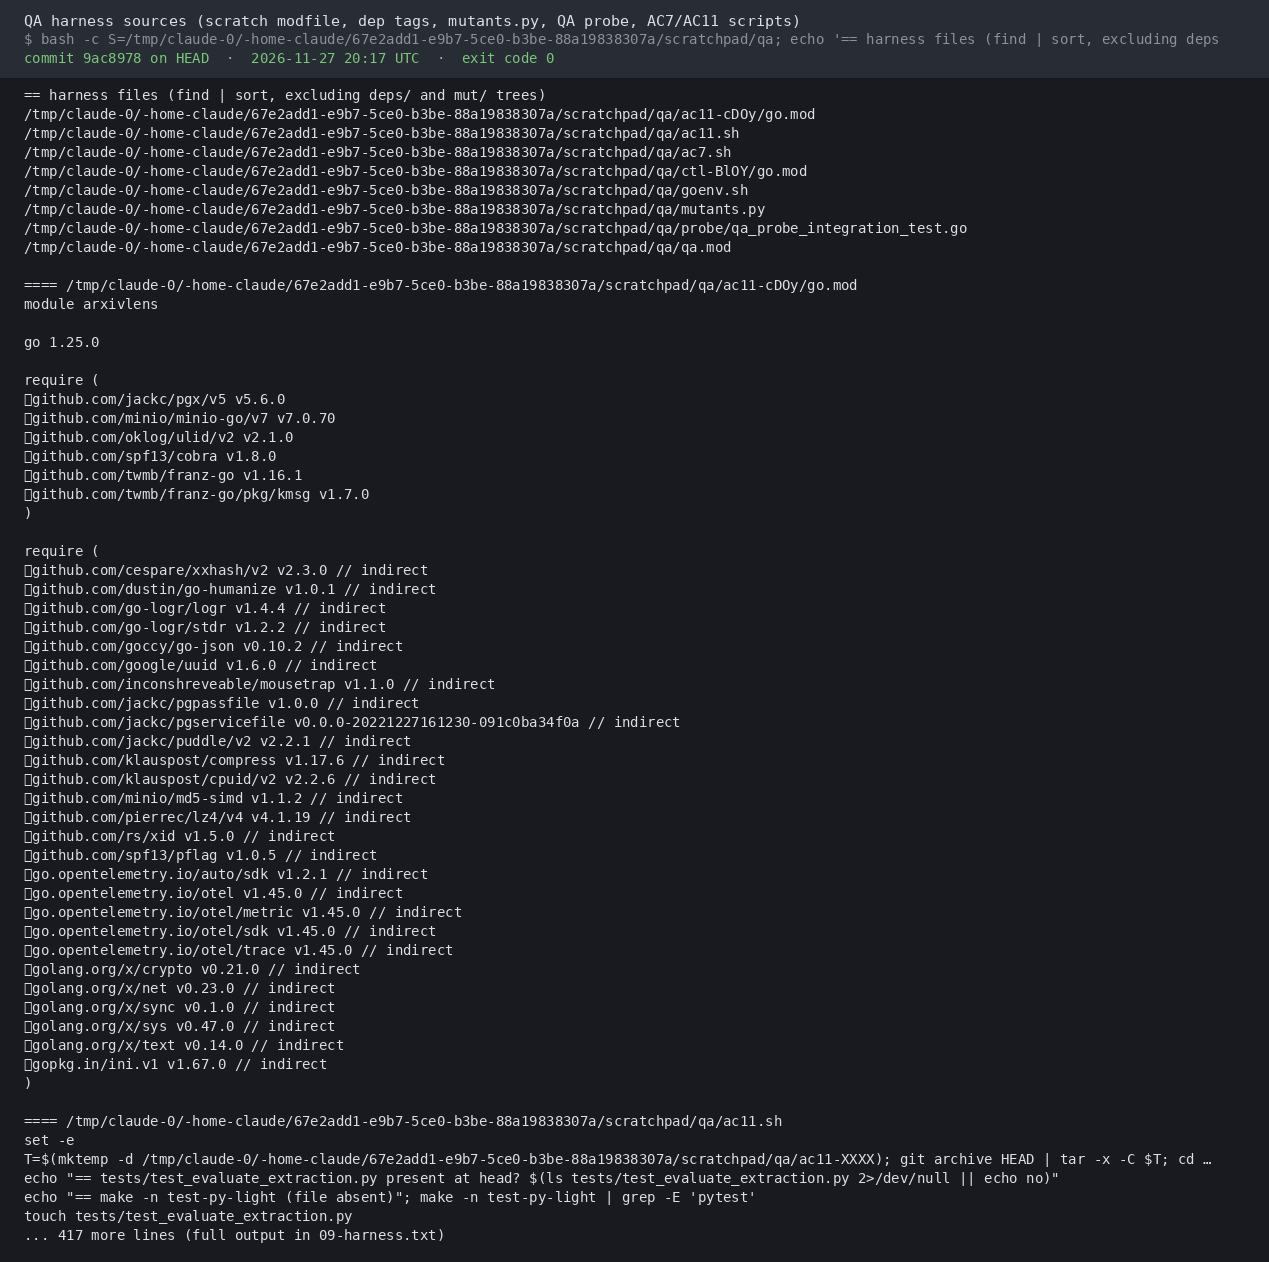 QA harness sources (scratch modfile, dep tags, mutants.py, QA probe, AC7/AC11 scripts)
$ bash -c S=/tmp/claude-0/-home-claude/67e2add1-e9b7-5ce0-b3be-88a19838307a/scratchpad/qa; echo '== harness files (find | sort, excluding deps
commit 9ac8978 on HEAD · 2026-11-27 20:17 UTC · exit code 0
== harness files (find | sort, excluding deps/ and mut/ trees)
/tmp/claude-0/-home-claude/67e2add1-e9b7-5ce0-b3be-88a19838307a/scratchpad/qa/ac11-cDOy/go.mod
/tmp/claude-0/-home-claude/67e2add1-e9b7-5ce0-b3be-88a19838307a/scratchpad/qa/ac11.sh
/tmp/claude-0/-home-claude/67e2add1-e9b7-5ce0-b3be-88a19838307a/scratchpad/qa/ac7.sh
/tmp/claude-0/-home-claude/67e2add1-e9b7-5ce0-b3be-88a19838307a/scratchpad/qa/ctl-BlOY/go.mod
/tmp/claude-0/-home-claude/67e2add1-e9b7-5ce0-b3be-88a19838307a/scratchpad/qa/goenv.sh
/tmp/claude-0/-home-claude/67e2add1-e9b7-5ce0-b3be-88a19838307a/scratchpad/qa/mutants.py
/tmp/claude-0/-home-claude/67e2add1-e9b7-5ce0-b3be-88a19838307a/scratchpad/qa/probe/qa_probe_integration_test.go
/tmp/claude-0/-home-claude/67e2add1-e9b7-5ce0-b3be-88a19838307a/scratchpad/qa/qa.mod
==== /tmp/claude-0/-home-claude/67e2add1-e9b7-5ce0-b3be-88a19838307a/scratchpad/qa/ac11-cDOy/go.mod
module arxivlens
go 1.25.0
require (
github.com/jackc/pgx/v5 v5.6.0
github.com/minio/minio-go/v7 v7.0.70
github.com/oklog/ulid/v2 v2.1.0
github.com/spf13/cobra v1.8.0
github.com/twmb/franz-go v1.16.1
github.com/twmb/franz-go/pkg/kmsg v1.7.0
)
require (
github.com/cespare/xxhash/v2 v2.3.0 // indirect
github.com/dustin/go-humanize v1.0.1 // indirect
github.com/go-logr/logr v1.4.4 // indirect
github.com/go-logr/stdr v1.2.2 // indirect
github.com/goccy/go-json v0.10.2 // indirect
github.com/google/uuid v1.6.0 // indirect
github.com/inconshreveable/mousetrap v1.1.0 // indirect
github.com/jackc/pgpassfile v1.0.0 // indirect
github.com/jackc/pgservicefile v0.0.0-20221227161230-091c0ba34f0a // indirect
github.com/jackc/puddle/v2 v2.2.1 // indirect
github.com/klauspost/compress v1.17.6 // indirect
github.com/klauspost/cpuid/v2 v2.2.6 // indirect
github.com/minio/md5-simd v1.1.2 // indirect
github.com/pierrec/lz4/v4 v4.1.19 // indirect
github.com/rs/xid v1.5.0 // indirect
github.com/spf13/pflag v1.0.5 // indirect
go.opentelemetry.io/auto/sdk v1.2.1 // indirect
go.opentelemetry.io/otel v1.45.0 // indirect
go.opentelemetry.io/otel/metric v1.45.0 // indirect
go.opentelemetry.io/otel/sdk v1.45.0 // indirect
go.opentelemetry.io/otel/trace v1.45.0 // indirect
golang.org/x/crypto v0.21.0 // indirect
golang.org/x/net v0.23.0 // indirect
golang.org/x/sync v0.1.0 // indirect
golang.org/x/sys v0.47.0 // indirect
golang.org/x/text v0.14.0 // indirect
gopkg.in/ini.v1 v1.67.0 // indirect
)
==== /tmp/claude-0/-home-claude/67e2add1-e9b7-5ce0-b3be-88a19838307a/scratchpad/qa/ac11.sh
set -e
T=$(mktemp -d /tmp/claude-0/-home-claude/67e2add1-e9b7-5ce0-b3be-88a19838307a/scratchpad/qa/ac11-XXXX); git archive HEAD | tar -x -C $T; cd …
echo "== tests/test_evaluate_extraction.py present at head? $(ls tests/test_evaluate_extraction.py 2>/dev/null || echo no)"
echo "== make -n test-py-light (file absent)"; make -n test-py-light | grep -E 'pytest'
touch tests/test_evaluate_extraction.py
... 417 more lines (full output in 09-harness.txt)